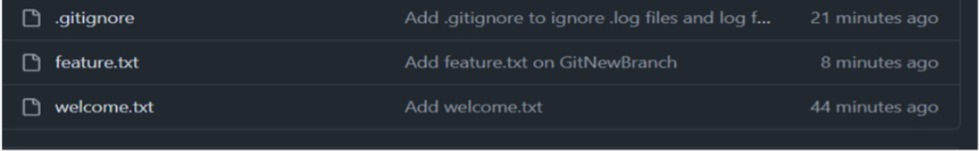 .gitignore Add .gitignore to ignore .log files and log f... 21 minutes ago
feature.txt Add feature.txt on GitNewBranch 8 minutes ago
welcome.txt Add welcome.txt 44 minutes ago